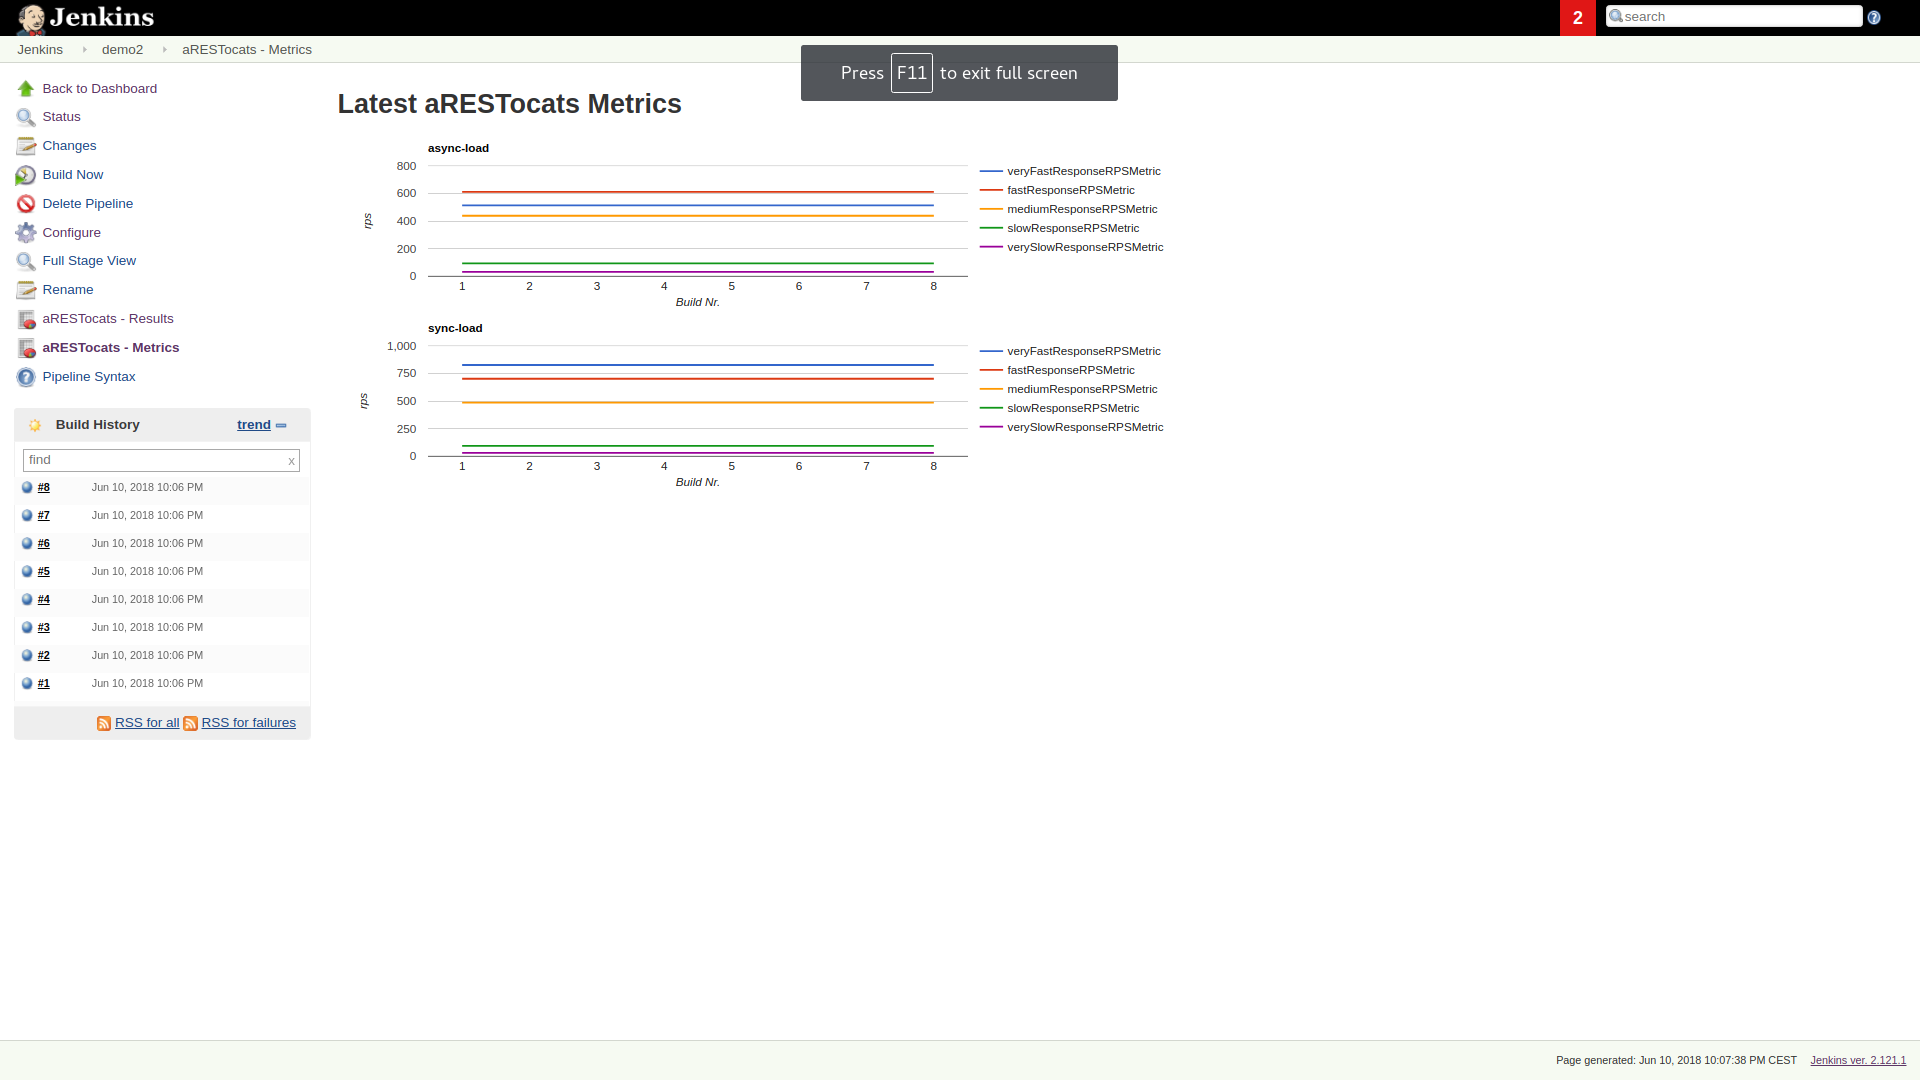 Jenkins
2
search
Jenkins
demo2
aRESTocats - Metrics
Press F11 to exit full screen
Back to Dashboard
Status
Changes
Build Now
Delete Pipeline
Configure
Full Stage View
Rename
aRESTocats - Results
aRESTocats - Metrics
Pipeline Syntax
Build History
trend
find
x
#8 Jun 10, 2018 10:06 PM
#7 Jun 10, 2018 10:06 PM
#6 Jun 10, 2018 10:06 PM
#5 Jun 10, 2018 10:06 PM
#4 Jun 10, 2018 10:06 PM
#3 Jun 10, 2018 10:06 PM
#2 Jun 10, 2018 10:06 PM
#1 Jun 10, 2018 10:06 PM
RSS for all RSS for failures
Latest aRESTocats Metrics
async-load
800
600
400
200
0
rps
1 2 3 4 5 6 7 8
Build Nr.
veryFastResponseRPSMetric
fastResponseRPSMetric
mediumResponseRPSMetric
slowResponseRPSMetric
verySlowResponseRPSMetric
sync-load
1,000
750
500
250
0
rps
1 2 3 4 5 6 7 8
Build Nr.
veryFastResponseRPSMetric
fastResponseRPSMetric
mediumResponseRPSMetric
slowResponseRPSMetric
verySlowResponseRPSMetric
Page generated: Jun 10, 2018 10:07:38 PM CEST Jenkins ver. 2.121.1